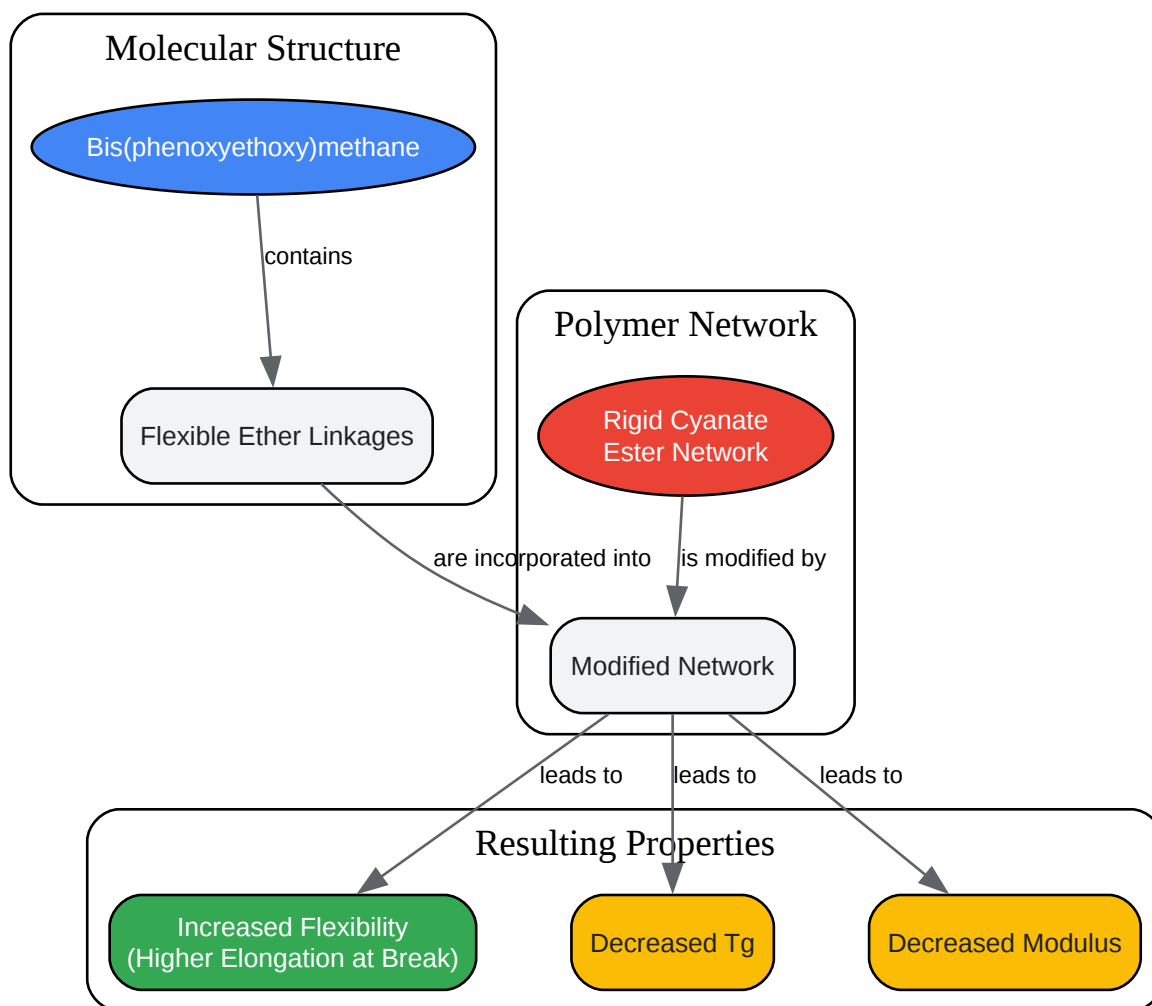 Molecular Structure
Bis(phenoxyethoxy)methane
contains
Flexible Ether Linkages
Polymer Network
Rigid Cyanate
Ester Network
are incorporated into
is modified by
Modified Network
leads to
leads to
leads to
Resulting Properties
Increased Flexibility
(Higher Elongation at Break)
Decreased Tg
Decreased Modulus